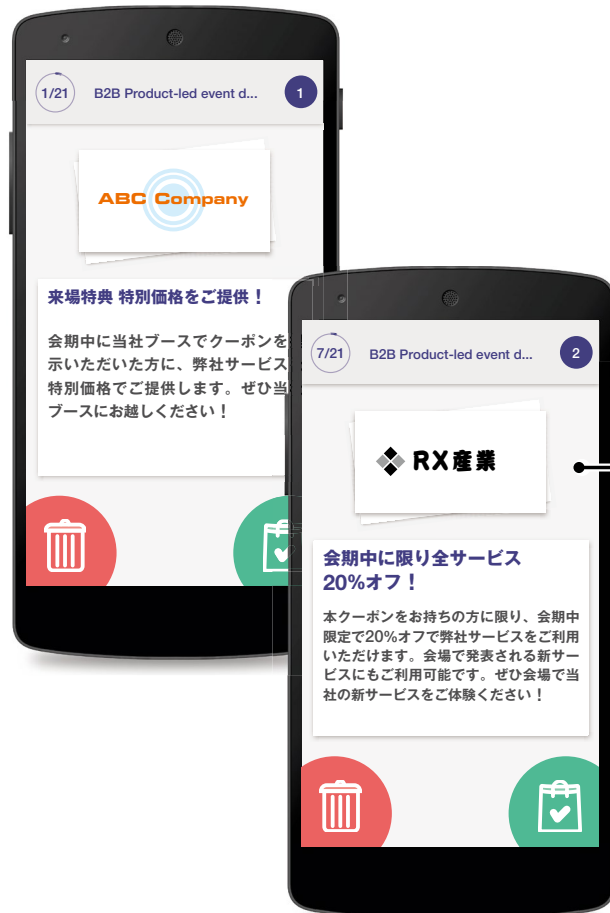 1/21
B2B Product-led event d...
1
ABC Company
来場特典 特別価格をご提供！
会期中に当社ブースでクーポンを
示いただいた方に、弊社サービス
特別価格でご提供します。ぜひ当
ブースにお越しください！
7/21
B2B Product-led event d...
2
RX産業
会期中に限り全サービス
20%オフ！
本クーポンをお持ちの方に限り、会期中
限定で20%オフで弊社サービスをご利用
いただけます。会場で発表される新サー
ビスにもご利用可能です。ぜひ会場で当
社の新サービスをご体験ください！